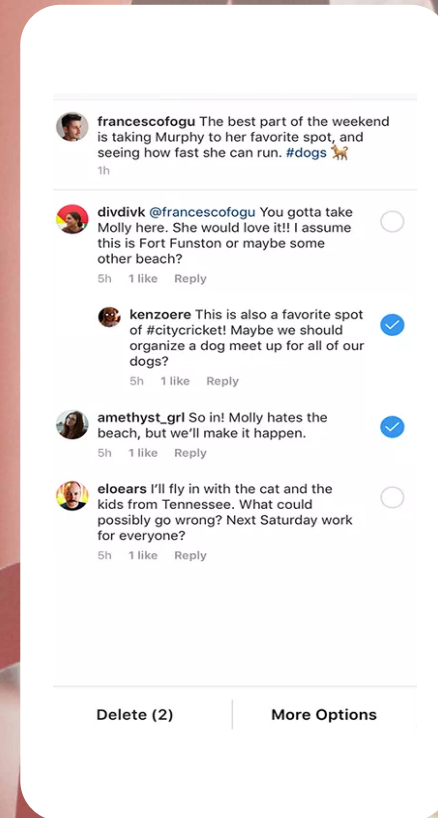 francescofogu The best part of the weekend
is taking Murphy to her favorite spot, and
seeing how fast she can run. #dogs 🐕
1h
divdivk @francescofogu You gotta take
Molly here. She would love it!! I assume
this is Fort Funston or maybe some
other beach?
5h 1 like Reply
kenzoere This is also a favorite spot
of #citycricket! Maybe we should
organize a dog meet up for all of our
dogs?
5h 1 like Reply
amethyst_grl So in! Molly hates the
beach, but we’ll make it happen.
5h 1 like Reply
eloears I’ll fly in with the cat and the
kids from Tennessee. What could
possibly go wrong? Next Saturday work
for everyone?
5h 1 like Reply
Delete (2) More Options